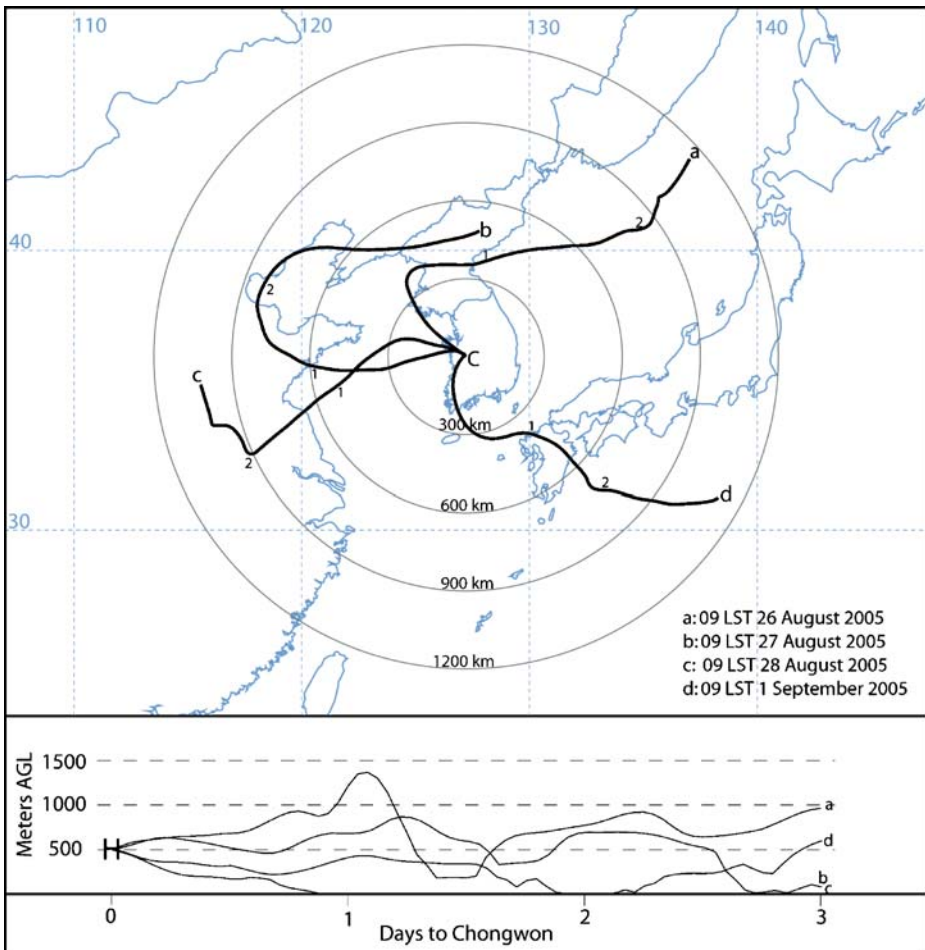 110
120
130
140
a
b
2
40
1
2
c
C
1
1
300 km
1
2
2
d
600 km
30
900 km
1200 km
a: 09 LST 26 August 2005
b: 09 LST 27 August 2005
c: 09 LST 28 August 2005
d: 09 LST 1 September 2005
Meters AGL
1500
1000
500
a
d
b
c
0
1
2
3
Days to Chongwon